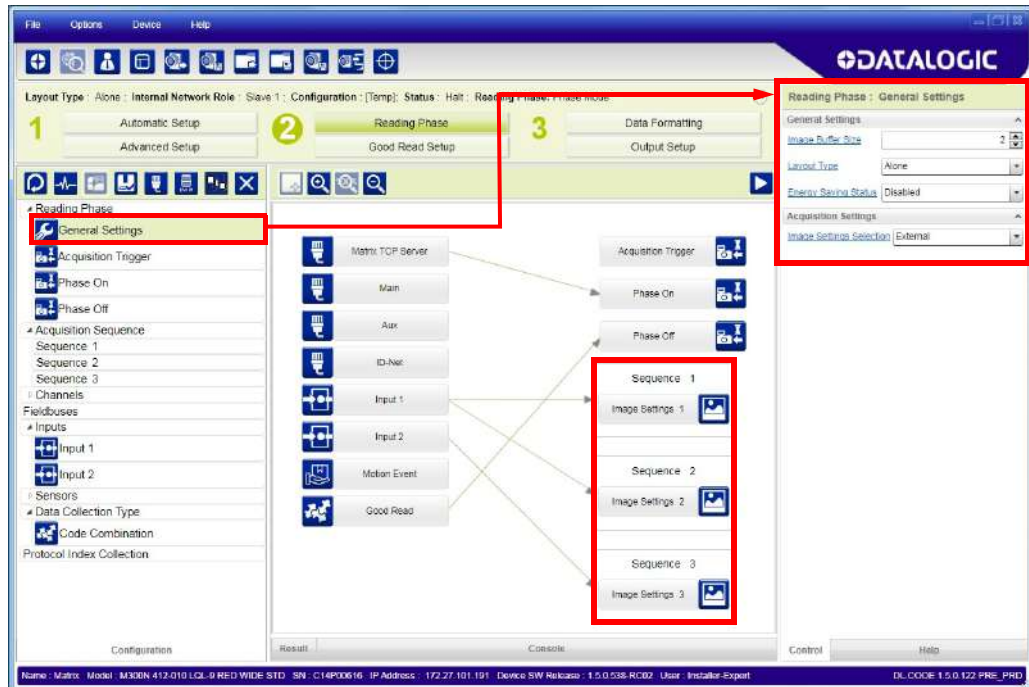 File Options Device Help
DATALOGIC
Layout Type : Alone : Internal Network Role : Slave 1 : Configuration : [Temp]: Status : Halt : Reading Phase: Phase Mode
1 Automatic Setup
Advanced Setup
2 Reading Phase
Good Read Setup
3 Data Formatting
Output Setup
Reading Phase
General Settings
Acquisition Trigger
Phase On
Phase Off
Acquisition Sequence
Sequence 1
Sequence 2
Sequence 3
Channels
Fieldbuses
Inputs
Input 1
Input 2
Sensors
Data Collection Type
Code Combination
Protocol Index Collection
Configuration
Matrix TCP Server
Main
Aux
ID-Net
Input 1
Input 2
Motion Event
Good Read
Acquisition Trigger
Phase On
Phase Off
Sequence 1
Image Settings 1
Sequence 2
Image Settings 2
Sequence 3
Image Settings 3
Result Console
Reading Phase : General Settings
General Settings
Image Buffer Size 2
Layout Type Alone
Energy Saving Status Disabled
Acquisition Settings
Image Settings Selection External
Control Help
Name : Matrix Model : M300N 412-010 LQL-9 RED WIDE STD SN : C14P00616 IP Address : 172.27.101.191 Device SW Release : 1.5.0.538-RC02 User : Installer-Expert DL.CODE 1.5.0.122 PRE_PRD